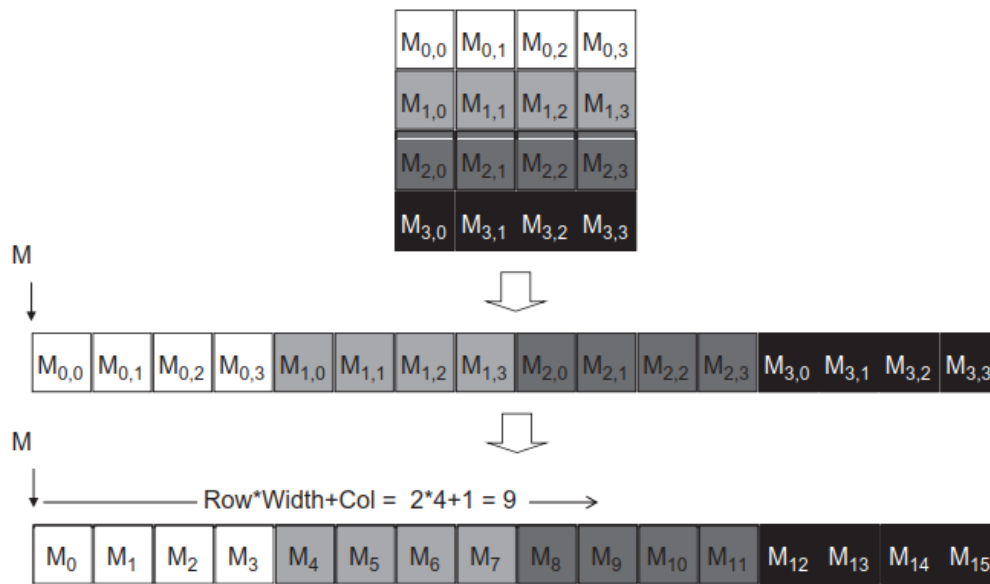 M0,0 M0,1 M0,2 M0,3
M1,0 M1,1 M1,2 M1,3
M2,0 M2,1 M2,2 M2,3
M3,0 M3,1 M3,2 M3,3
M
M0,0 M0,1 M0,2 M0,3 M1,0 M1,1 M1,2 M1,3 M2,0 M2,1 M2,2 M2,3 M3,0 M3,1 M3,2 M3,3
M
Row*Width+Col = 2*4+1 = 9
M0 M1 M2 M3 M4 M5 M6 M7 M8 M9 M10 M11 M12 M13 M14 M15